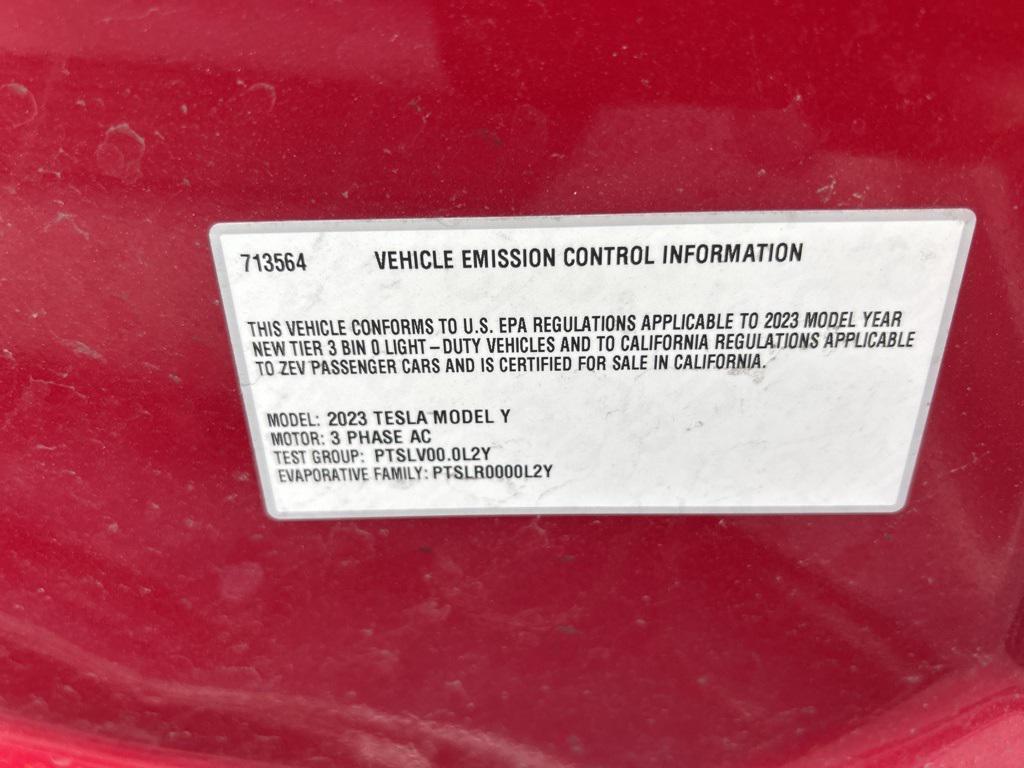 713564 VEHICLE EMISSION CONTROL INFORMATION
THIS VEHICLE CONFORMS TO U.S. EPA REGULATIONS APPLICABLE TO 2023 MODEL YEAR
NEW TIER 3 BIN 0 LIGHT-DUTY VEHICLES AND TO CALIFORNIA REGULATIONS APPLICABLE
TO ZEV PASSENGER CARS AND IS CERTIFIED FOR SALE IN CALIFORNIA.
MODEL: 2023 TESLA MODEL Y
MOTOR: 3 PHASE AC
TEST GROUP: PTSLV00.0L2Y
EVAPORATIVE FAMILY: PTSLR0000L2Y